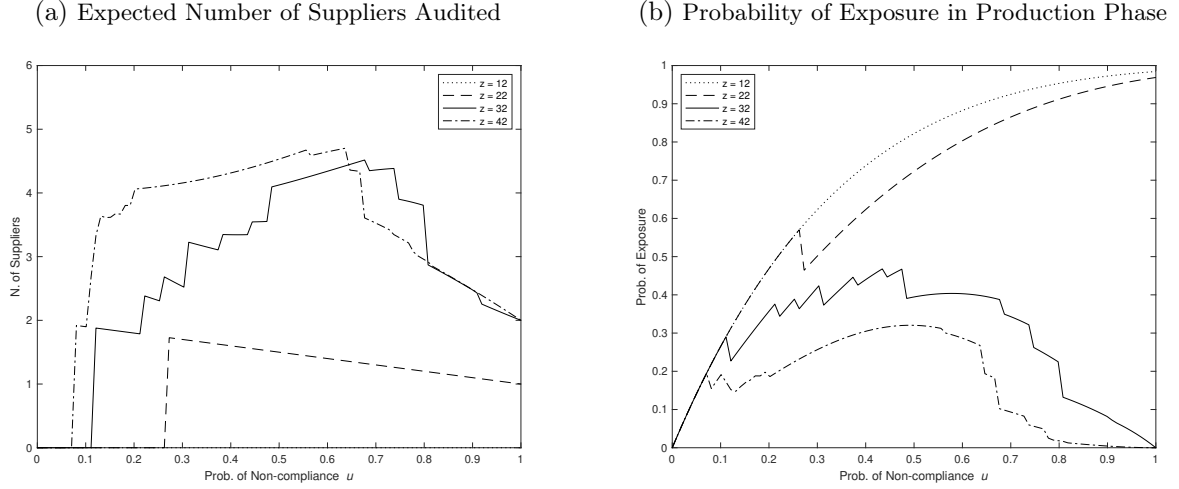 (a) Expected Number of Suppliers Audited
6
5
4
3
2
1
0
N. of Suppliers
z = 12
z = 22
z = 32
z = 42
0 0.1 0.2 0.3 0.4 0.5 0.6 0.7 0.8 0.9 1
Prob. of Non-compliance u
(b) Probability of Exposure in Production Phase
1
0.9
0.8
0.7
0.6
0.5
0.4
0.3
0.2
0.1
0
Prob. of Exposure
z = 12
z = 22
z = 32
z = 42
0 0.1 0.2 0.3 0.4 0.5 0.6 0.7 0.8 0.9 1
Prob. of Non-compliance u